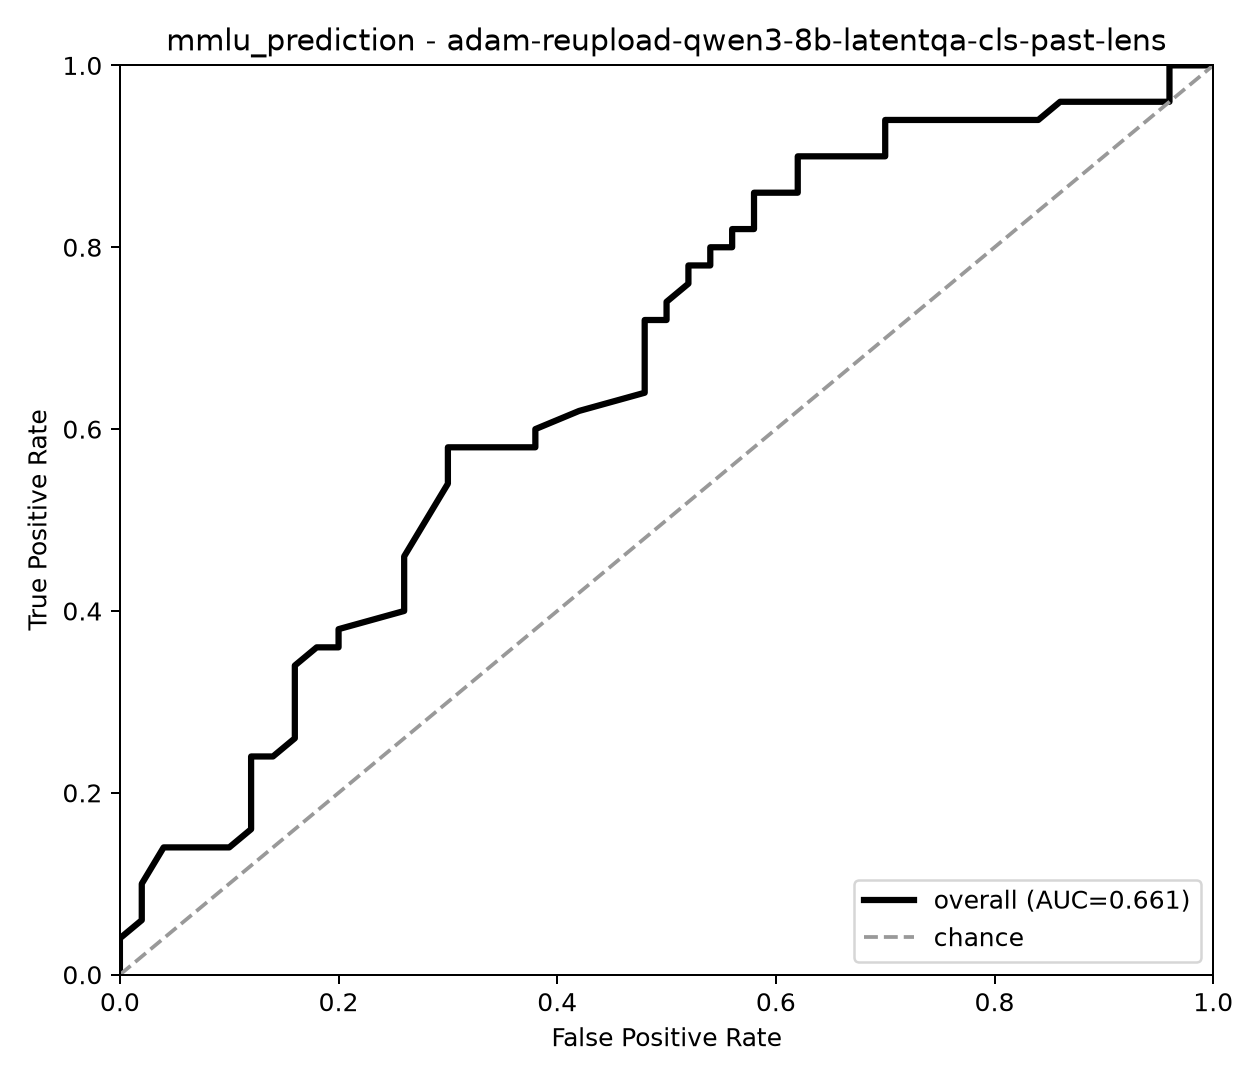 mmlu_prediction - adam-reupload-qwen3-8b-latentqa-cls-past-lens
1.0
0.8
0.6
0.4
0.2
0.0
True Positive Rate
overall (AUC=0.661)
chance
0.0 0.2 0.4 0.6 0.8 1.0
False Positive Rate